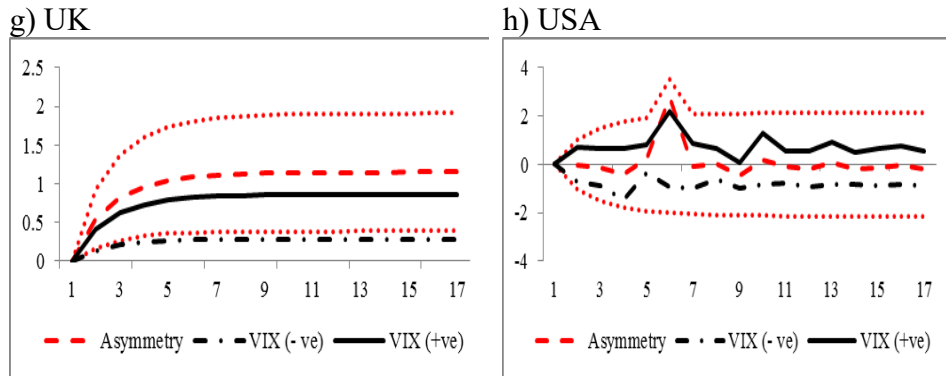 g) UK
2.5
2
1.5
1
0.5
0
1 3 5 7 9 11 13 15 17
Asymmetry VIX (- ve) VIX (+ve)
h) USA
4
2
0
-2
-4
1 3 5 7 9 11 13 15 17
Asymmetry VIX (- ve) VIX (+ve)